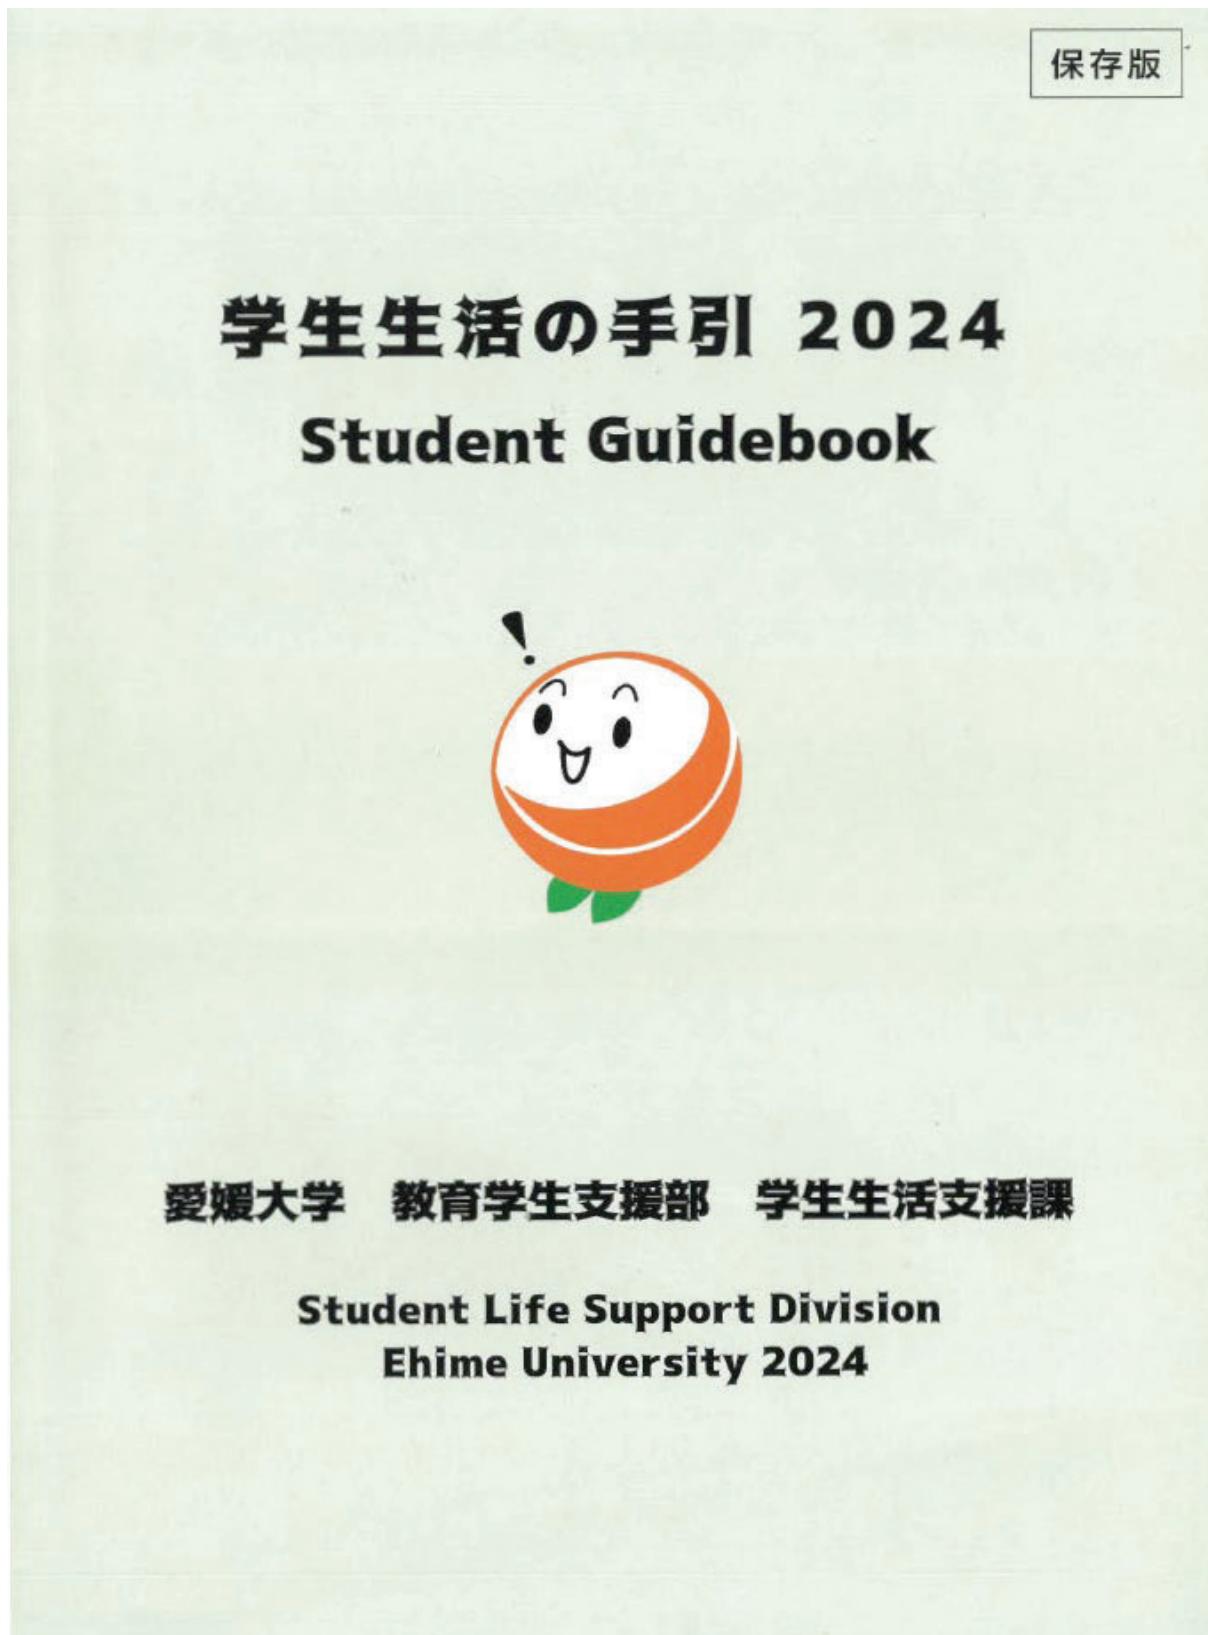 保存版
学生生活の手引 2024
Student Guidebook
!
愛媛大学　教育学生支援部　学生生活支援課
Student Life Support Division
Ehime University 2024